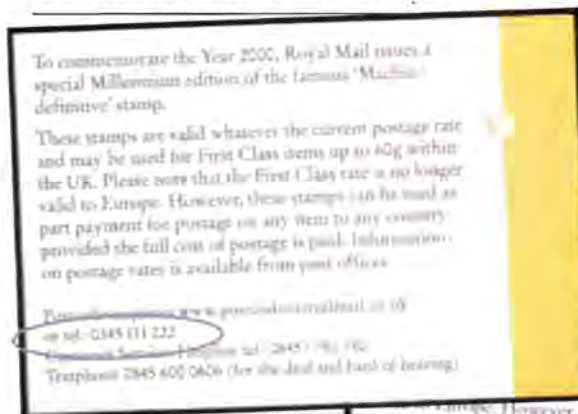 To commemorate the Year 2000, Royal Mail issues a
special Millennium edition of the famous 'Machin
definitive' stamp.
These stamps are valid whatever the current postage rate
and may be used for First Class items up to 60g within
the UK. Please note that the First Class rate is no longer
valid to Europe. However, these stamps can be used as
part payment for postage on any item to any country
provided the full cost of postage is paid. Information
on postage rates is available from post offices
or tel: 0345 111 222
tel:
Textphone 0845 600 0606 (for the deaf and hard of hearing)
Europe. However